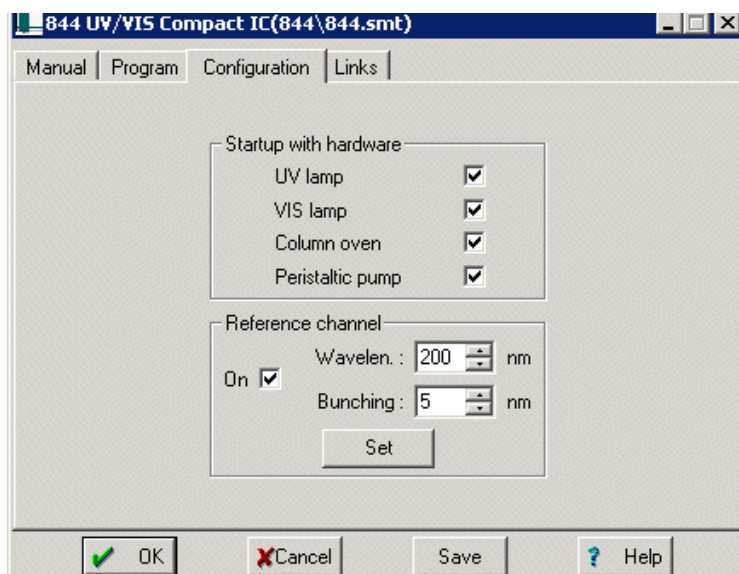 844 UV/VIS Compact IC(844\844.smt)
Manual Program Configuration Links
Startup with hardware
UV lamp
VIS lamp
Column oven
Peristaltic pump
Reference channel
Wavelen. : 200 nm
On
Bunching : 5 nm
Set
OK Cancel Save ? Help